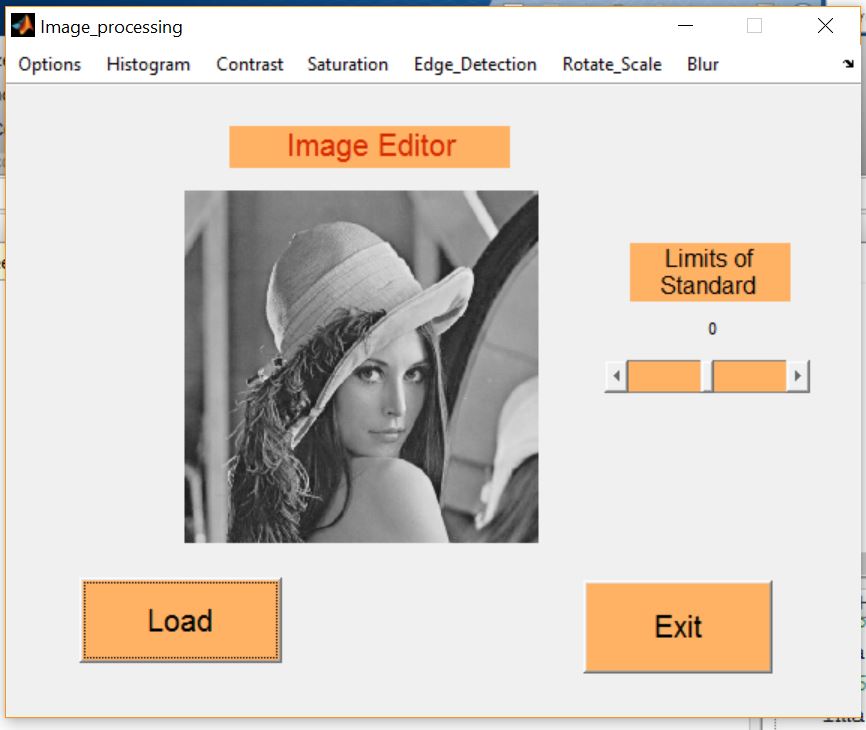 Image_processing
Options Histogram Contrast Saturation Edge_Detection Rotate_Scale Blur
Image Editor
Limits of
Standard
0
Load
Exit